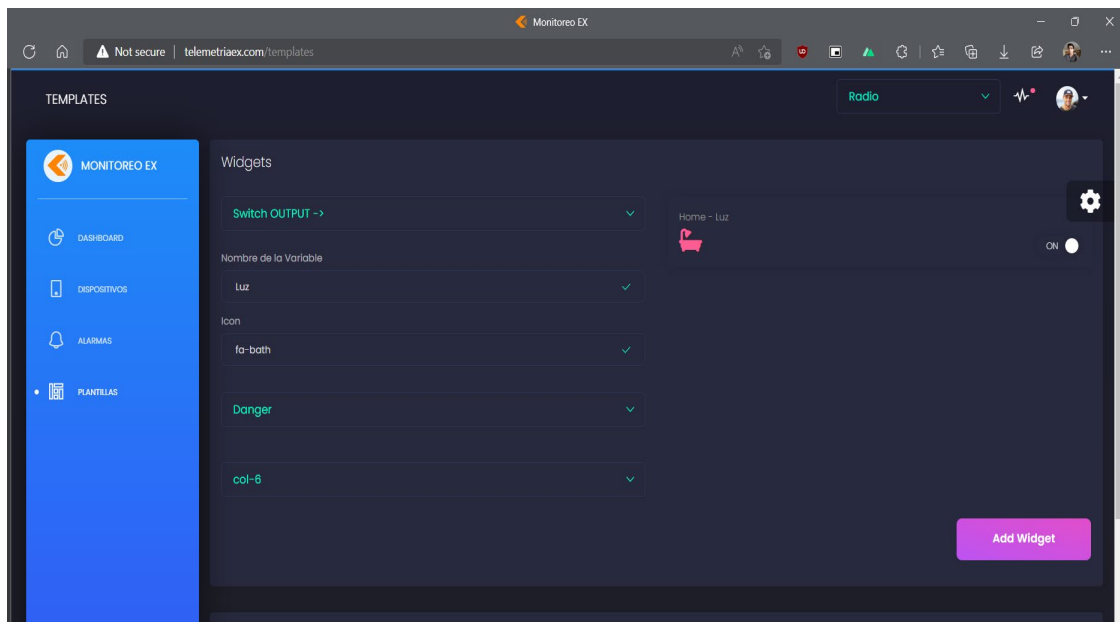 Monitoreo EX
Not secure | telemetriaex.com/templates
TEMPLATES
Radio
MONITOREO EX
DASHBOARD
DISPOSITIVOS
ALARMAS
PLANTILLAS
Widgets
Switch OUTPUT ->
Nombre de la Variable
Luz
Icon
fa-bath
Danger
col-6
Home - Luz
ON
Add Widget